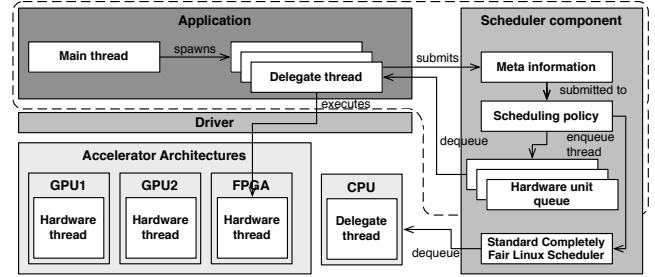 Application
Scheduler component
Main thread
spawns
Delegate thread
submits
Meta information
submitted to
executes
Scheduling policy
Driver
dequeue
enqueue
thread
Accelerator Architectures
GPU1
GPU2
FPGA
CPU
Hardware unit
queue
Hardware
thread
Hardware
thread
Hardware
thread
Delegate
thread
dequeue
Standard Completely
Fair Linux Scheduler